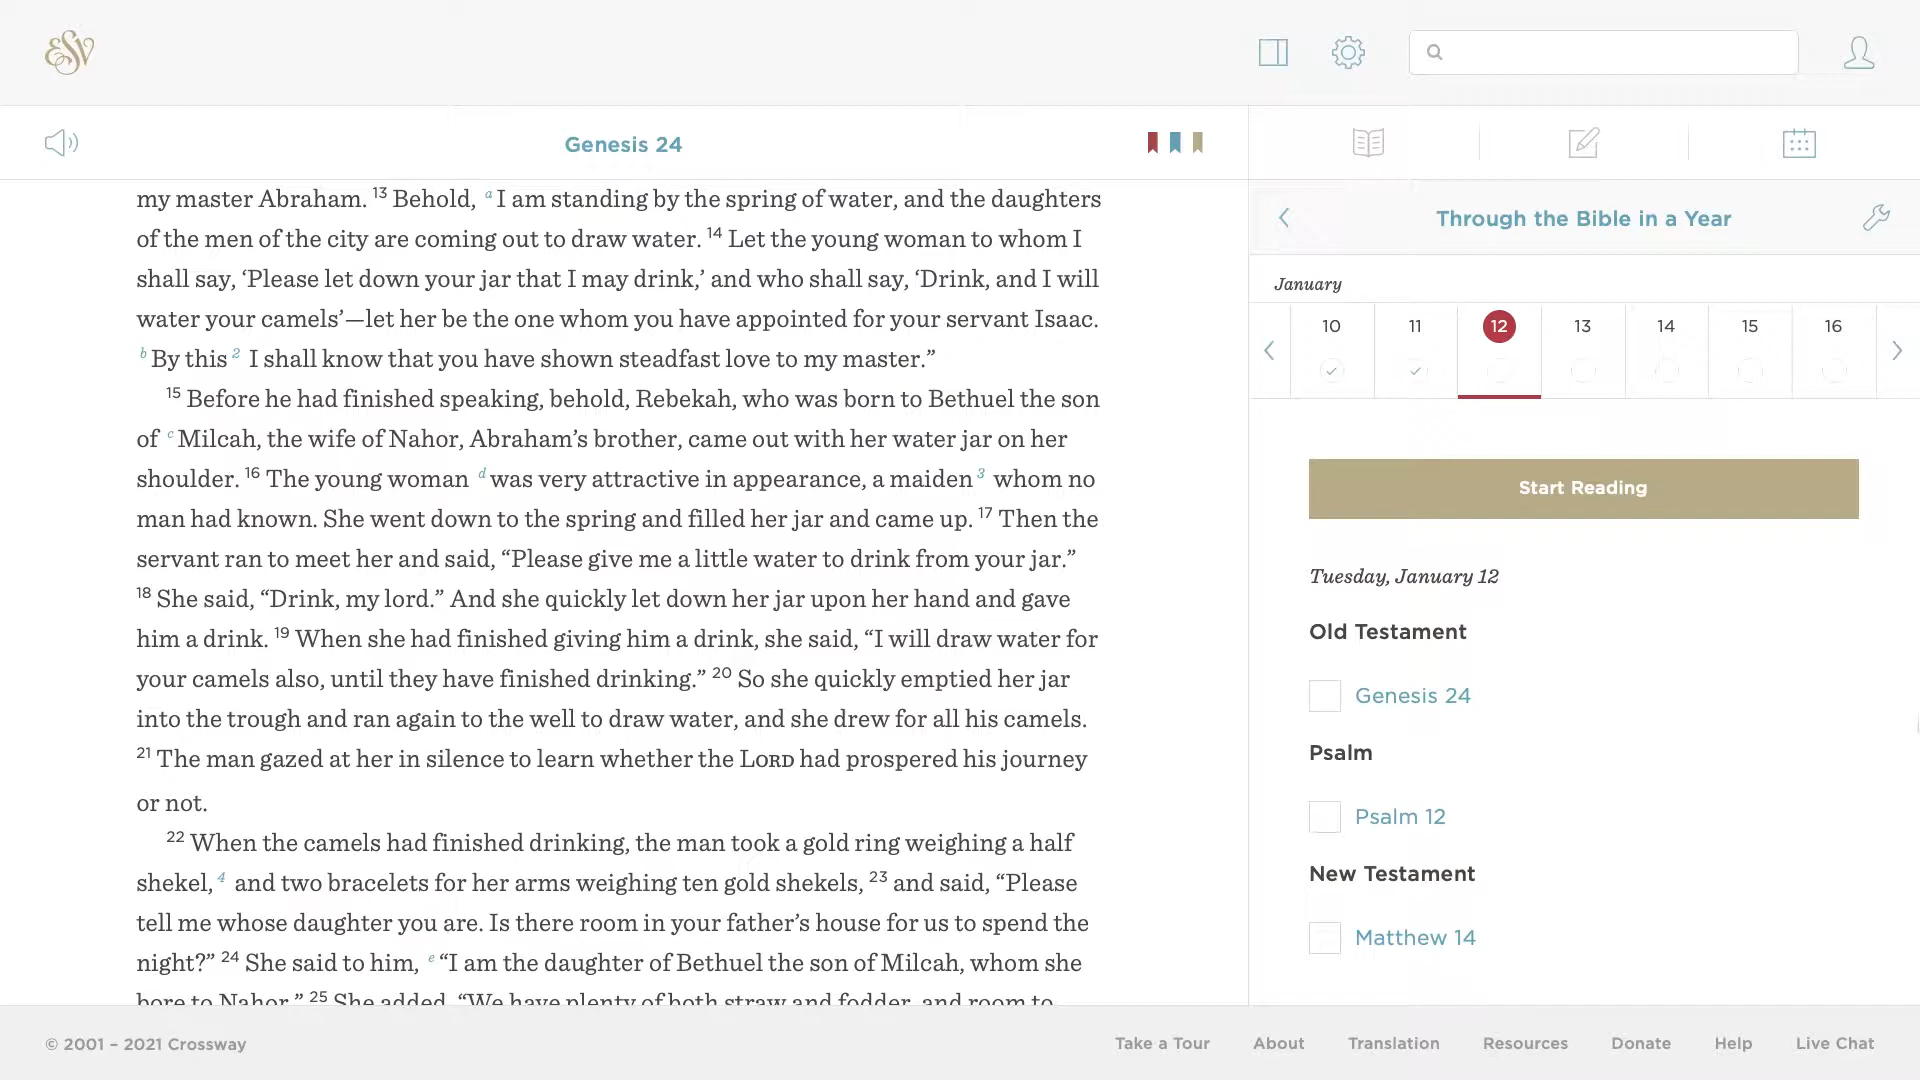 ESV
Genesis 24
my master Abraham. 13 Behold, a I am standing by the spring of water, and the daughters
of the men of the city are coming out to draw water. 14 Let the young woman to whom I
shall say, ‘Please let down your jar that I may drink,’ and who shall say, ‘Drink, and I will
water your camels’—let her be the one whom you have appointed for your servant Isaac.
b By this 2 I shall know that you have shown steadfast love to my master.”
15 Before he had finished speaking, behold, Rebekah, who was born to Bethuel the son
of c Milcah, the wife of Nahor, Abraham’s brother, came out with her water jar on her
shoulder. 16 The young woman d was very attractive in appearance, a maiden 3 whom no
man had known. She went down to the spring and filled her jar and came up. 17 Then the
servant ran to meet her and said, “Please give me a little water to drink from your jar.”
18 She said, “Drink, my lord.” And she quickly let down her jar upon her hand and gave
him a drink. 19 When she had finished giving him a drink, she said, “I will draw water for
your camels also, until they have finished drinking.” 20 So she quickly emptied her jar
into the trough and ran again to the well to draw water, and she drew for all his camels.
21 The man gazed at her in silence to learn whether the LORD had prospered his journey
or not.
22 When the camels had finished drinking, the man took a gold ring weighing a half
shekel, 4 and two bracelets for her arms weighing ten gold shekels, 23 and said, “Please
tell me whose daughter you are. Is there room in your father’s house for us to spend the
night?” 24 She said to him, e “I am the daughter of Bethuel the son of Milcah, whom she
bore to Nahor.” 25 She added, “We have plenty of both straw and fodder, and room to
Through the Bible in a Year
January
10 11 12 13 14 15 16
Start Reading
Tuesday, January 12
Old Testament
Genesis 24
Psalm
Psalm 12
New Testament
Matthew 14
© 2001 – 2021 Crossway
Take a Tour About Translation Resources Donate Help Live Chat